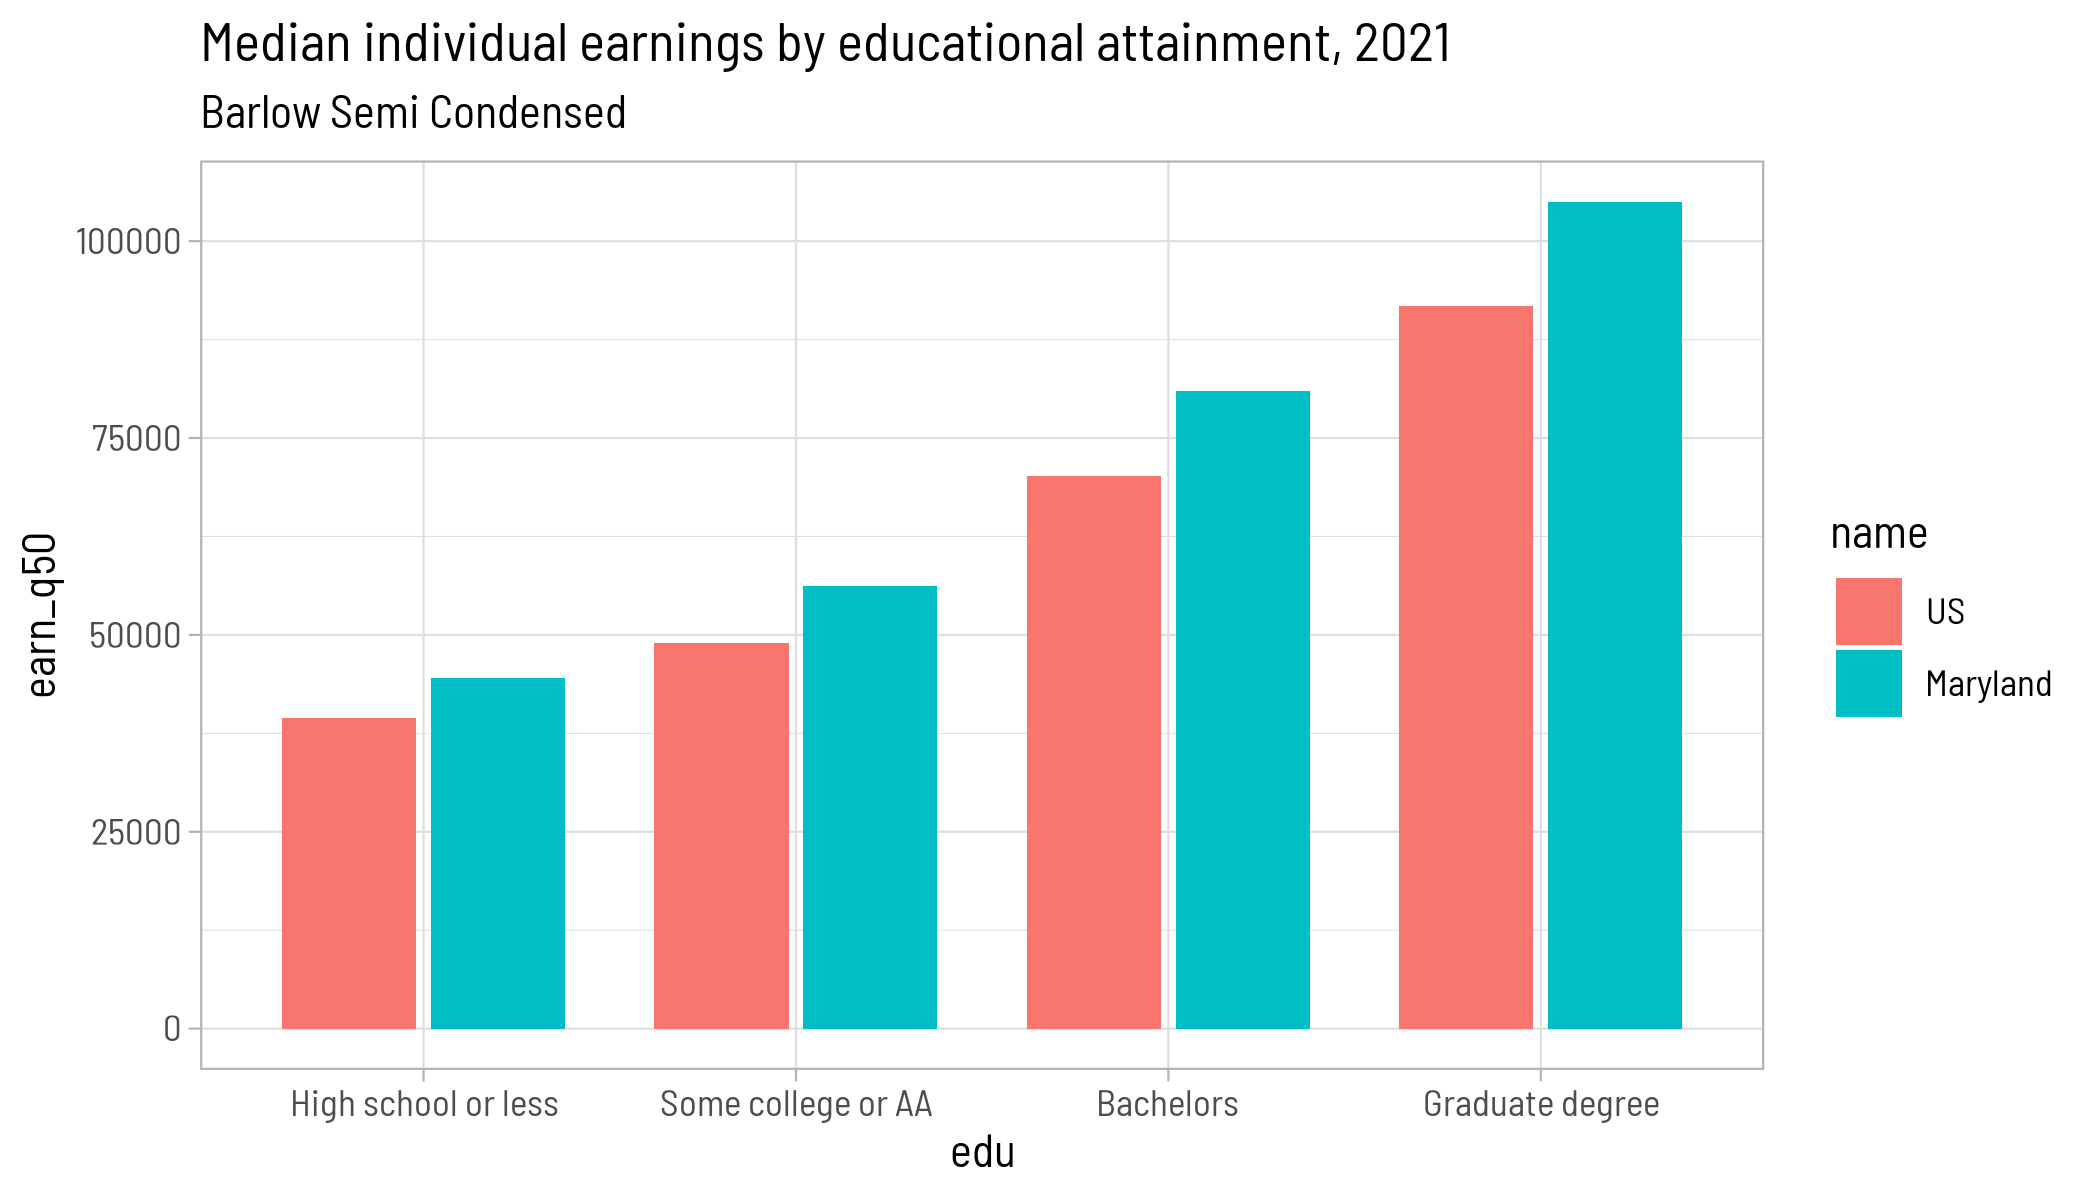 Median individual earnings by educational attainment, 2021
Barlow Semi Condensed
100000
75000
50000
25000
0
earn_q50
High school or less
Some college or AA
Bachelors
Graduate degree
edu
name
US
Maryland